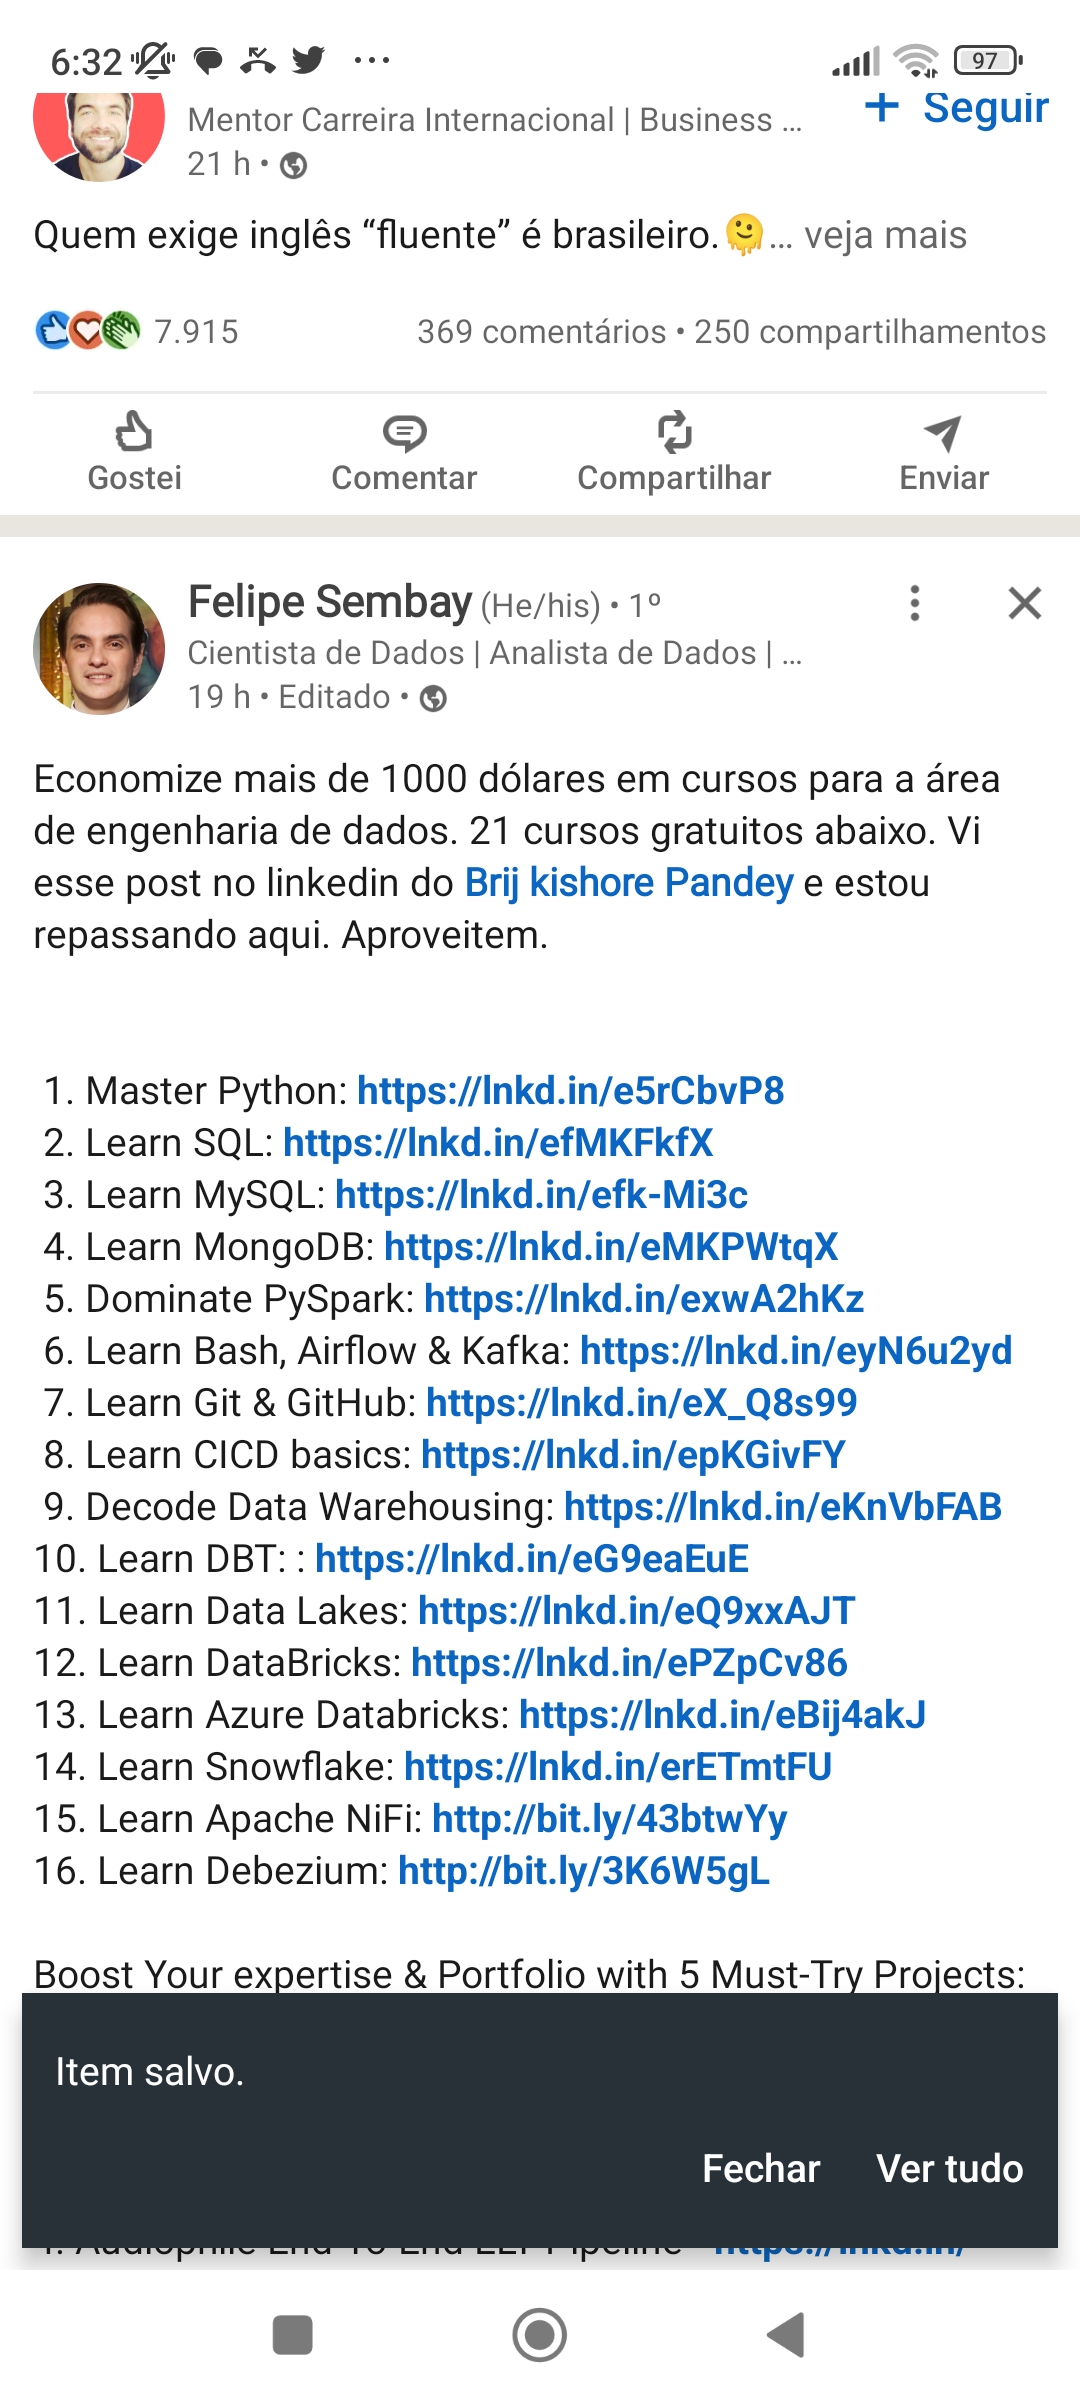 6:32
97
Mentor Carreira Internacional | Business ...
+ Seguir
21 h •
Quem exige inglês “fluente” é brasileiro.🫠... veja mais
7.915
369 comentários • 250 compartilhamentos
Gostei
Comentar
Compartilhar
Enviar
Felipe Sembay (He/his) • 1º
Cientista de Dados | Analista de Dados | ...
19 h • Editado •
Economize mais de 1000 dólares em cursos para a área
de engenharia de dados. 21 cursos gratuitos abaixo. Vi
esse post no linkedin do Brij kishore Pandey e estou
repassando aqui. Aproveitem.
1. Master Python: https://lnkd.in/e5rCbvP8
2. Learn SQL: https://lnkd.in/efMKFkfX
3. Learn MySQL: https://lnkd.in/efk-Mi3c
4. Learn MongoDB: https://lnkd.in/eMKPWtqX
5. Dominate PySpark: https://lnkd.in/exwA2hKz
6. Learn Bash, Airflow & Kafka: https://lnkd.in/eyN6u2yd
7. Learn Git & GitHub: https://lnkd.in/eX_Q8s99
8. Learn CICD basics: https://lnkd.in/epKGivFY
9. Decode Data Warehousing: https://lnkd.in/eKnVbFAB
10. Learn DBT: : https://lnkd.in/eG9eaEuE
11. Learn Data Lakes: https://lnkd.in/eQ9xxAJT
12. Learn DataBricks: https://lnkd.in/ePZpCv86
13. Learn Azure Databricks: https://lnkd.in/eBij4akJ
14. Learn Snowflake: https://lnkd.in/erETmtFU
15. Learn Apache NiFi: http://bit.ly/43btwYy
16. Learn Debezium: http://bit.ly/3K6W5gL
Boost Your expertise & Portfolio with 5 Must-Try Projects:
Item salvo.
Fechar
Ver tudo